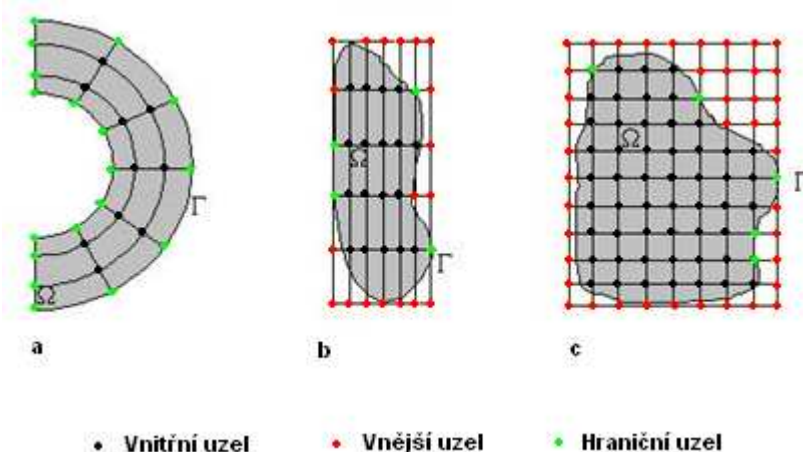 Ω
Γ
a
Ω
Γ
b
Ω
Γ
c
Vnitřní uzel
Vnější uzel
Hraniční uzel